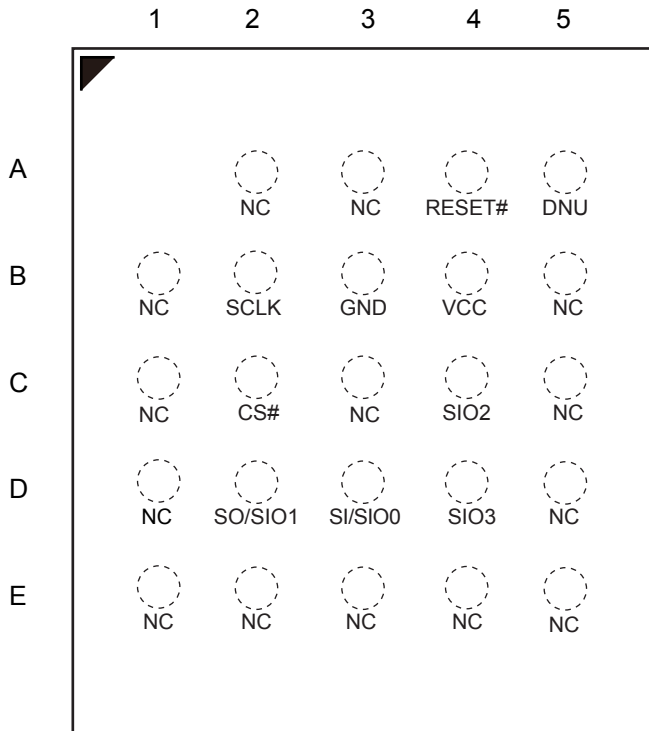 1 2 3 4 5
A
NC NC RESET# DNU
B
NC SCLK GND VCC NC
C
NC CS# NC SIO2 NC
D
NC SO/SIO1 SI/SIO0 SIO3 NC
E
NC NC NC NC NC